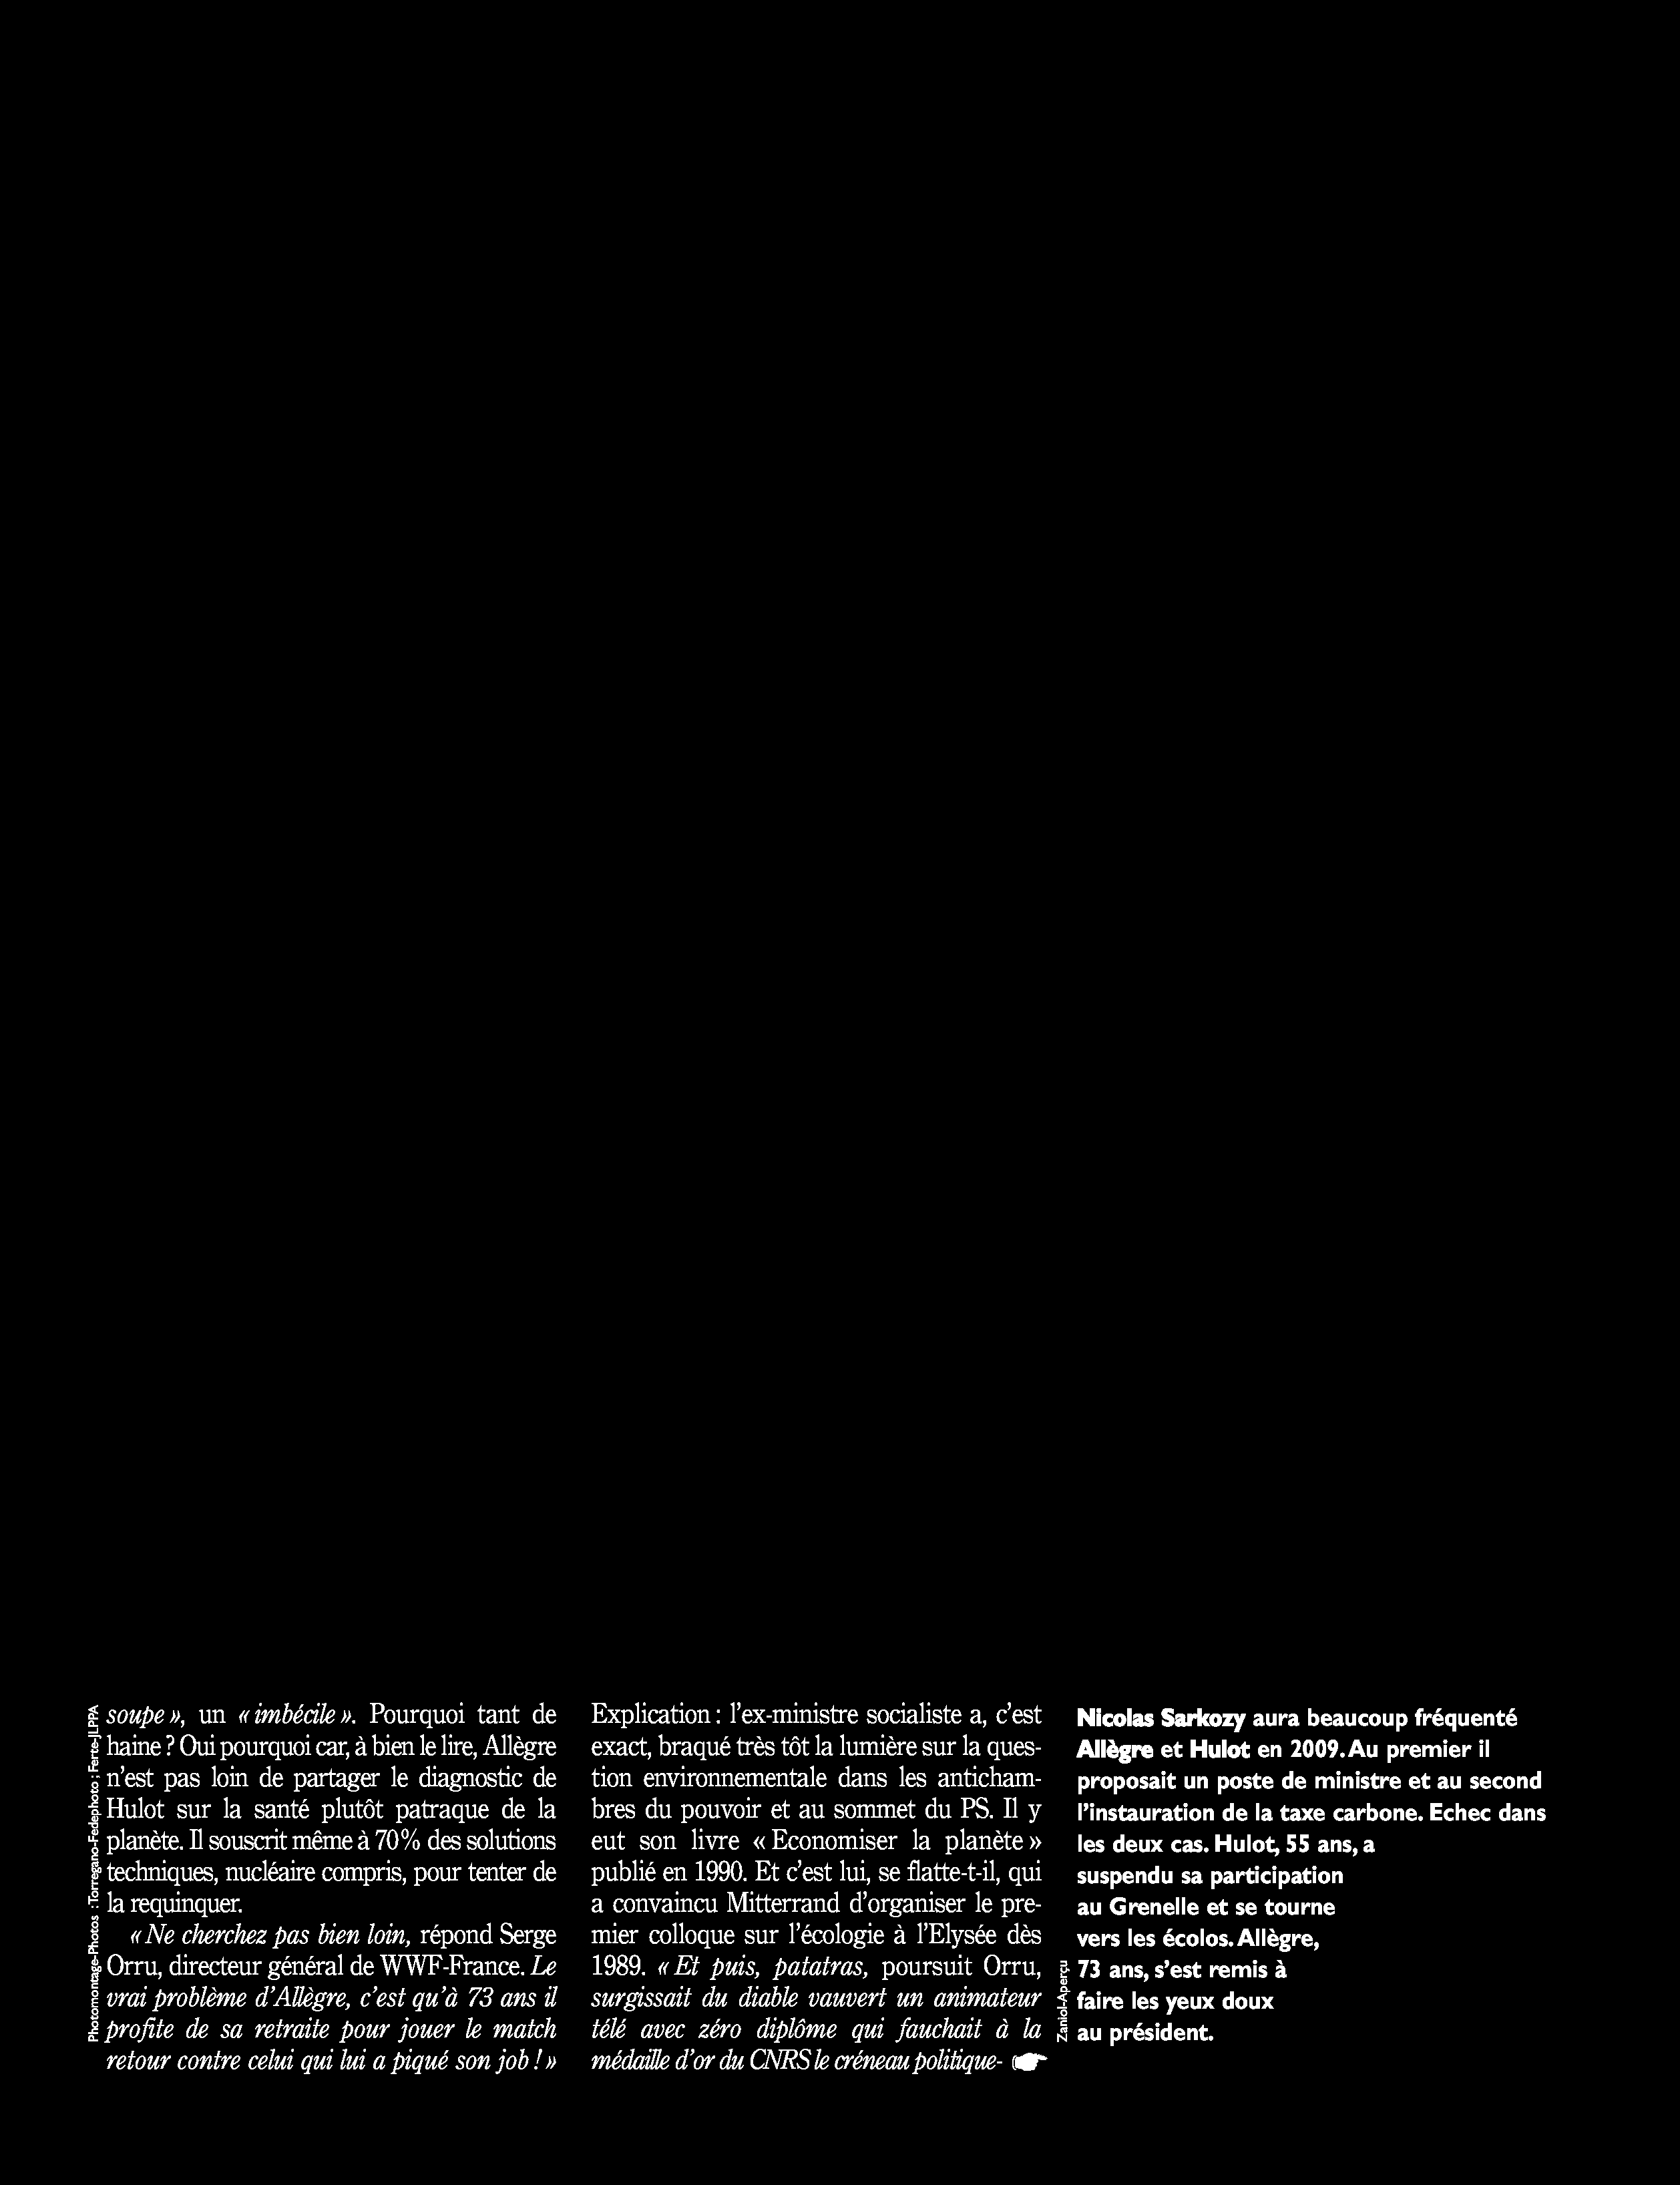 soupe », un « imbécile ». Pourquoi tant de
haine ? Oui pourquoi car, à bien le lire, Allègre
n'est pas loin de partager le diagnostic de
Hulot sur la santé plutôt patraque de la
planète. Il souscrit même à 70 % des solutions
techniques, nucléaire compris, pour tenter de
la requinquer.
« Ne cherchez pas bien loin, répond Serge
Orru, directeur général de WWF-France. Le
vrai problème d'Allègre, c'est qu'à 73 ans il
profite de sa retraite pour jouer le match
retour contre celui qui lui a piqué son job ! »
Explication : l'ex-ministre socialiste a, c'est
exact, braqué très tôt la lumière sur la ques-
tion environnementale dans les anticham-
bres du pouvoir et au sommet du PS. Il y
eut son livre « Economiser la planète »
publié en 1990. Et c'est lui, se flatte-t-il, qui
a convaincu Mitterrand d'organiser le pre-
mier colloque sur l'écologie à l'Elysée dès
1989. « Et puis, patatras, poursuit Orru,
surgissait du diable vauvert un animateur
télé avec zéro diplôme qui fauchait à la
médaille d'or du CNRS le créneau politique-
Nicolas Sarkozy aura beaucoup fréquenté
Allègre et Hulot en 2009. Au premier il
proposait un poste de ministre et au second
l'instauration de la taxe carbone. Echec dans
les deux cas. Hulot, 55 ans, a
suspendu sa participation
au Grenelle et se tourne
vers les écolos. Allègre,
73 ans, s'est remis à
faire les yeux doux
au président.
Photomontage-Photos : Torregano-Fedephoto ; Ferte-JLPPA
Zaniol-Aperçu